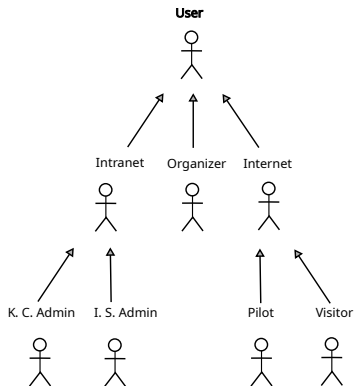 User
Intranet
Organizer
Internet
K. C. Admin
I. S. Admin
Pilot
Visitor